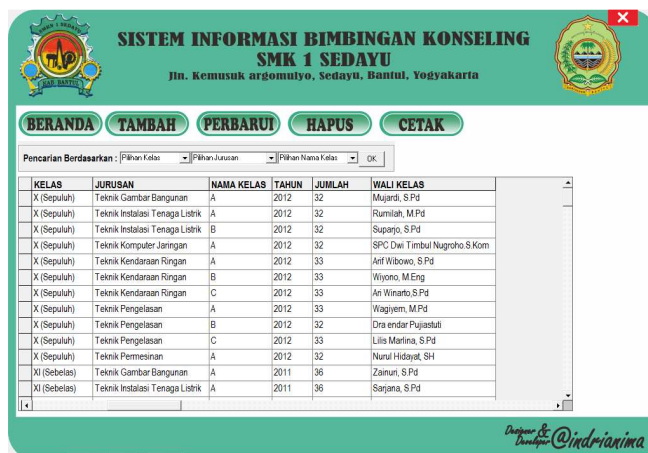 SMKN 1 SEDAYU
KAB BANTUL
SISTEM INFORMASI BIMBINGAN KONSELING
SMK 1 SEDAYU
Jln. Kemusuk argomulyo, Sedayu, Bantul, Yogyakarta
X
BERANDA TAMBAH PERBARUI HAPUS CETAK
Pencarian Berdasarkan : Pilihan Kelas Pilihan Jurusan Pilihan Nama Kelas OK
KELAS JURUSAN NAMA KELAS TAHUN JUMLAH WALI KELAS
X (Sepuluh) Teknik Gambar Bangunan A 2012 32 Mujardi, S.Pd
X (Sepuluh) Teknik Instalasi Tenaga Listrik A 2012 32 Rumilah, M.Pd
X (Sepuluh) Teknik Instalasi Tenaga Listrik B 2012 32 Suparjo, S.Pd
X (Sepuluh) Teknik Komputer Jaringan A 2012 32 SPC Dwi Timbul Nugroho.S.Kom
X (Sepuluh) Teknik Kendaraan Ringan A 2012 33 Arif Wibowo, S.Pd
X (Sepuluh) Teknik Kendaraan Ringan B 2012 33 Wiyono, M.Eng
X (Sepuluh) Teknik Kendaraan Ringan C 2012 33 Ari Winarto,S.Pd
X (Sepuluh) Teknik Pengelasan A 2012 33 Wagiyem, M.Pd
X (Sepuluh) Teknik Pengelasan B 2012 32 Dra endar Pujiastuti
X (Sepuluh) Teknik Pengelasan C 2012 33 Lilis Marlina, S.Pd
X (Sepuluh) Teknik Permesinan A 2012 32 Nurul Hidayat, SH
XI (Sebelas) Teknik Gambar Bangunan A 2011 36 Zainuri, S.Pd
XI (Sebelas) Teknik Instalasi Tenaga Listrik A 2011 36 Sarjana, S.Pd
Designer &
Developer @indrianima